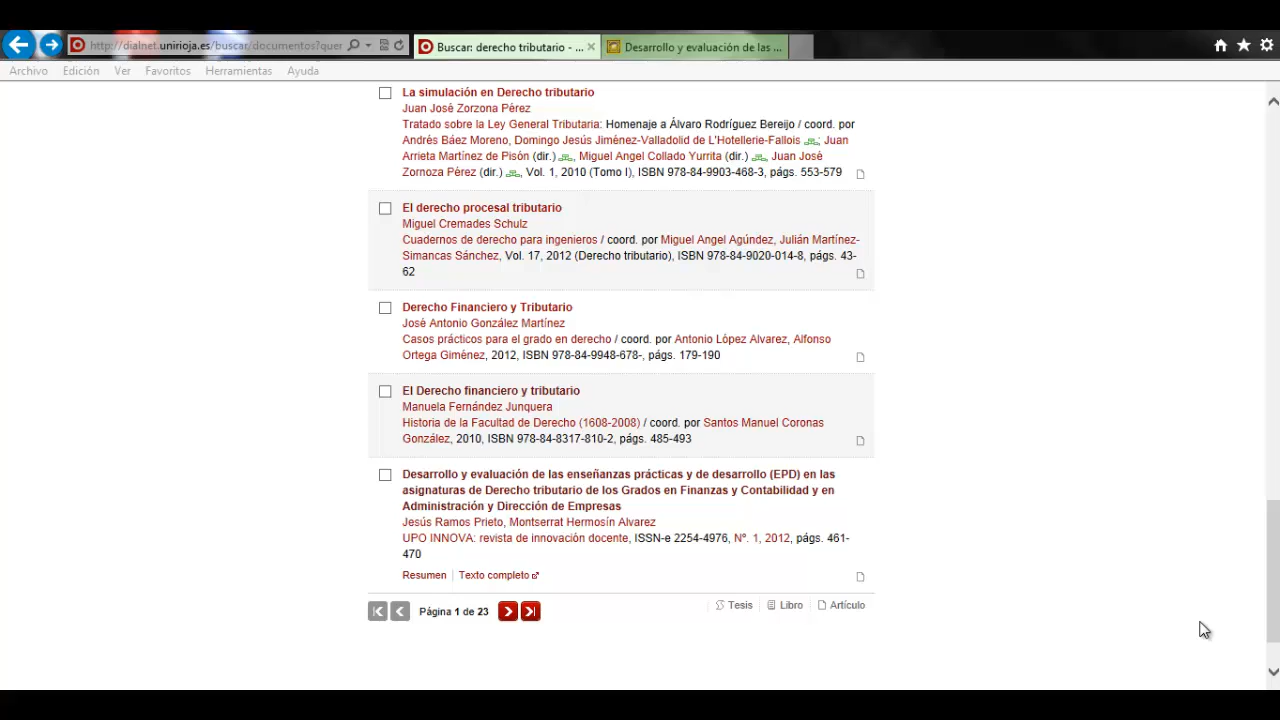 http://dialnet.unirioja.es/buscar/documentos?quer
Buscar: derecho tributario - ...
Desarrollo y evaluación de las ...
Archivo Edición Ver Favoritos Herramientas Ayuda
La simulación en Derecho tributario
Juan José Zorzona Pérez
Tratado sobre la Ley General Tributaria: Homenaje a Álvaro Rodríguez Bereijo / coord. por
Andrés Báez Moreno, Domingo Jesús Jiménez-Valladolid de L'Hotellerie-Fallois ; Juan
Arrieta Martínez de Pisón (dir.) , Miguel Angel Collado Yurrita (dir.) , Juan José
Zornoza Pérez (dir.) , Vol. 1, 2010 (Tomo I), ISBN 978-84-9903-468-3, págs. 553-579
El derecho procesal tributario
Miguel Cremades Schulz
Cuadernos de derecho para ingenieros / coord. por Miguel Angel Agúndez, Julián Martínez-
Simancas Sánchez, Vol. 17, 2012 (Derecho tributario), ISBN 978-84-9020-014-8, págs. 43-
62
Derecho Financiero y Tributario
Josè Antonio González Martínez
Casos prácticos para el grado en derecho / coord. por Antonio López Alvarez, Alfonso
Ortega Giménez, 2012, ISBN 978-84-9948-678-, págs. 179-190
El Derecho financiero y tributario
Manuela Fernández Junquera
Historia de la Facultad de Derecho (1608-2008) / coord. por Santos Manuel Coronas
González, 2010, ISBN 978-84-8317-810-2, págs. 485-493
Desarrollo y evaluación de las enseñanzas prácticas y de desarrollo (EPD) en las
asignaturas de Derecho tributario de los Grados en Finanzas y Contabilidad y en
Administración y Dirección de Empresas
Jesús Ramos Prieto, Montserrat Hermosín Alvarez
UPO INNOVA: revista de innovación docente, ISSN-e 2254-4976, Nº. 1, 2012, págs. 461-
470
Resumen Texto completo
Página 1 de 23
Tesis Libro Artículo